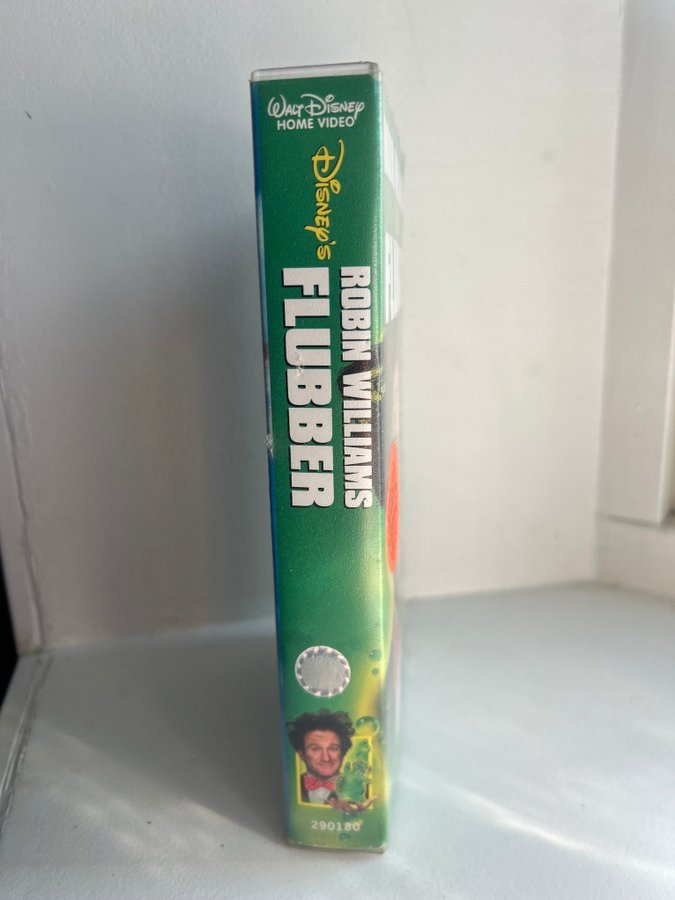 WALT DISNEY
HOME VIDEO
DISNEY'S
ROBIN WILLIAMS
FLUBBER
290180